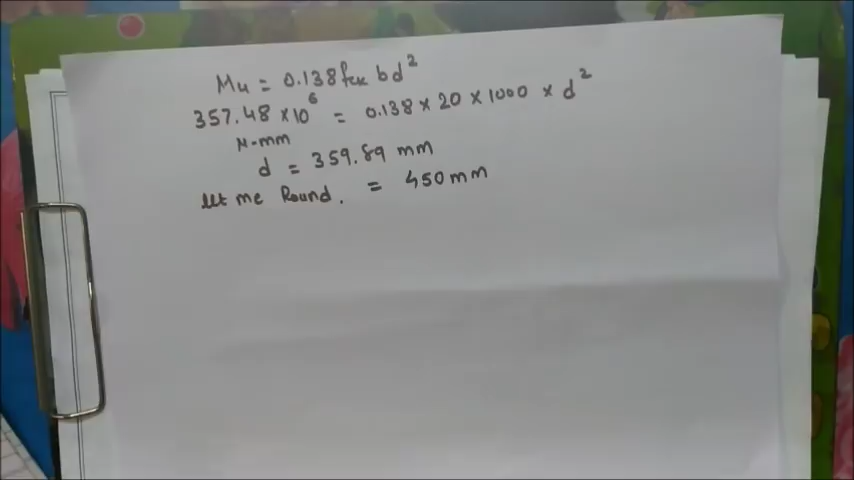 Mu = 0.138 fck bd²
357.48 × 10⁶ = 0.138 × 20 × 1000 × d²
N-mm
d = 359.89 mm
let me Round. = 450 mm